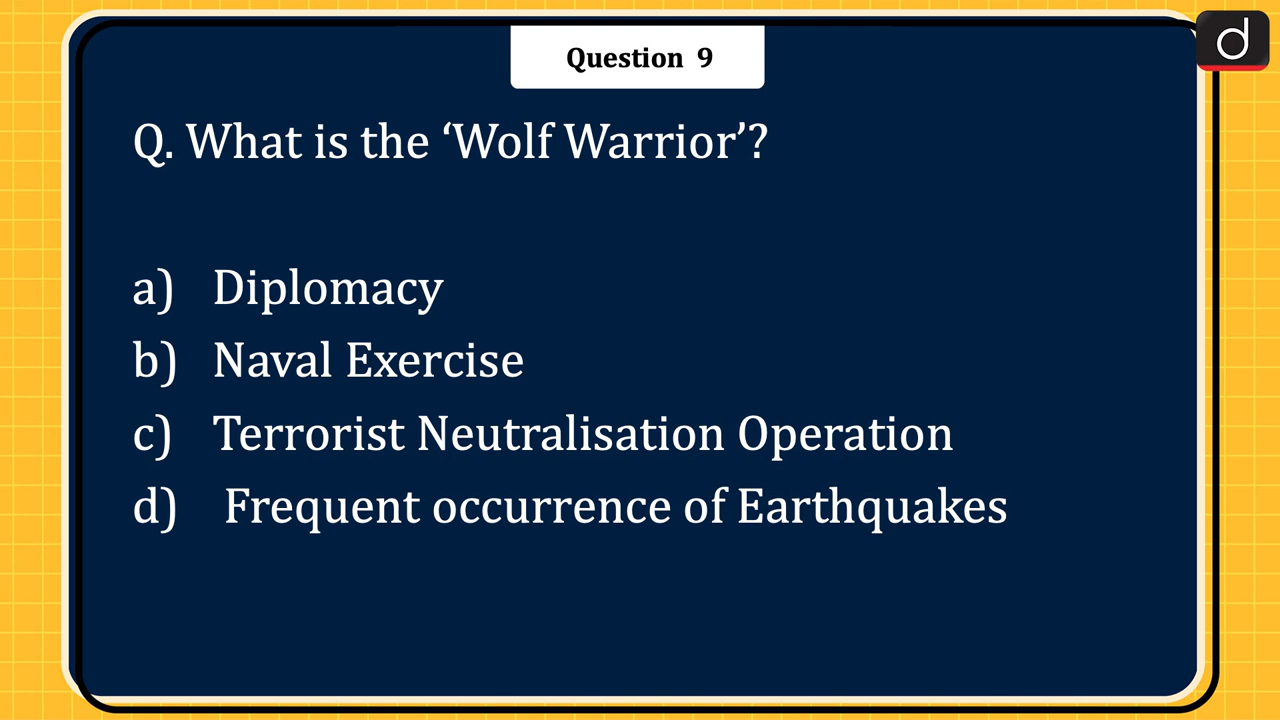 Question 9
d
Q. What is the ‘Wolf Warrior’?
a) Diplomacy
b) Naval Exercise
c) Terrorist Neutralisation Operation
d) Frequent occurrence of Earthquakes